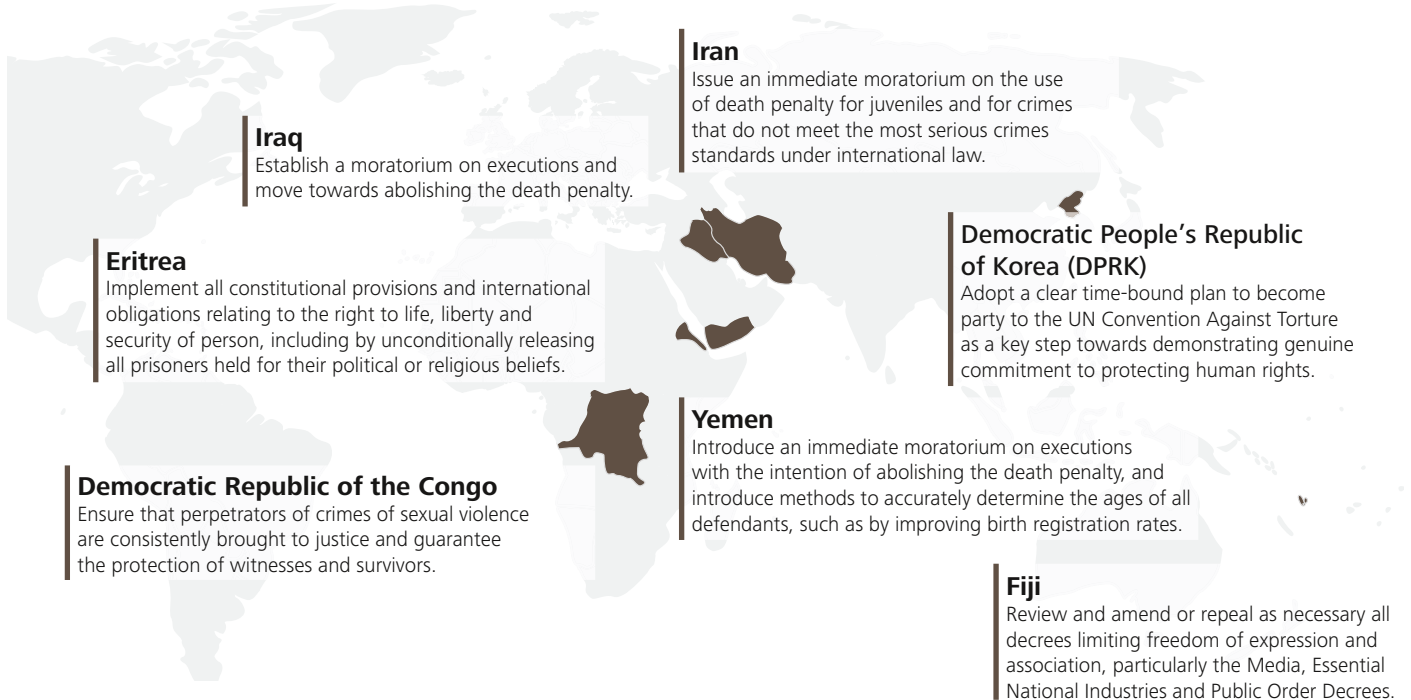 Iran
Issue an immediate moratorium on the use
of death penalty for juveniles and for crimes
that do not meet the most serious crimes
standards under international law.
Iraq
Establish a moratorium on executions and
move towards abolishing the death penalty.
Democratic People’s Republic
of Korea (DPRK)
Adopt a clear time-bound plan to become
party to the UN Convention Against Torture
as a key step towards demonstrating genuine
commitment to protecting human rights.
Eritrea
Implement all constitutional provisions and international
obligations relating to the right to life, liberty and
security of person, including by unconditionally releasing
all prisoners held for their political or religious beliefs.
Yemen
Introduce an immediate moratorium on executions
with the intention of abolishing the death penalty, and
introduce methods to accurately determine the ages of all
defendants, such as by improving birth registration rates.
Democratic Republic of the Congo
Ensure that perpetrators of crimes of sexual violence
are consistently brought to justice and guarantee
the protection of witnesses and survivors.
Fiji
Review and amend or repeal as necessary all
decrees limiting freedom of expression and
association, particularly the Media, Essential
National Industries and Public Order Decrees.